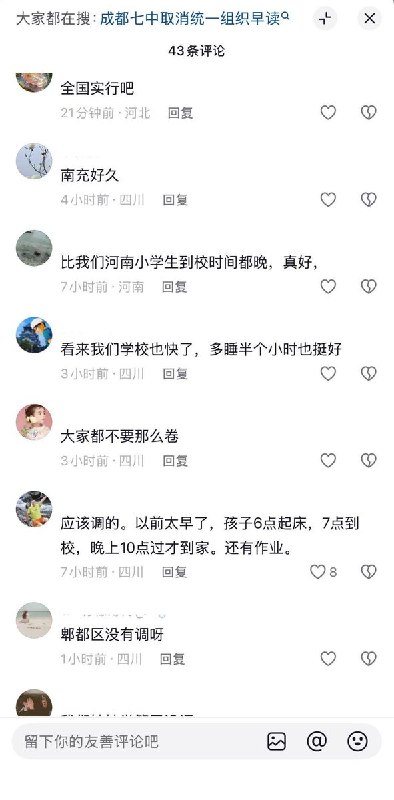 大家都在搜：成都七中取消统一组织早读
43条评论
全国实行吧
21分钟前·河北 回复
南充好久
4小时前·四川 回复
比我们河南小学生到校时间都晚，真好，
7小时前·河南 回复
看来我们学校也快了，多睡半个小时也挺好
3小时前·四川 回复
大家都不要那么卷
3小时前·四川 回复
应该调的。以前太早了，孩子6点起床，7点到
校，晚上10点过才到家。还有作业。
7小时前·四川 回复
8
郫都区没有调呀
1小时前·四川 回复
留下你的友善评论吧